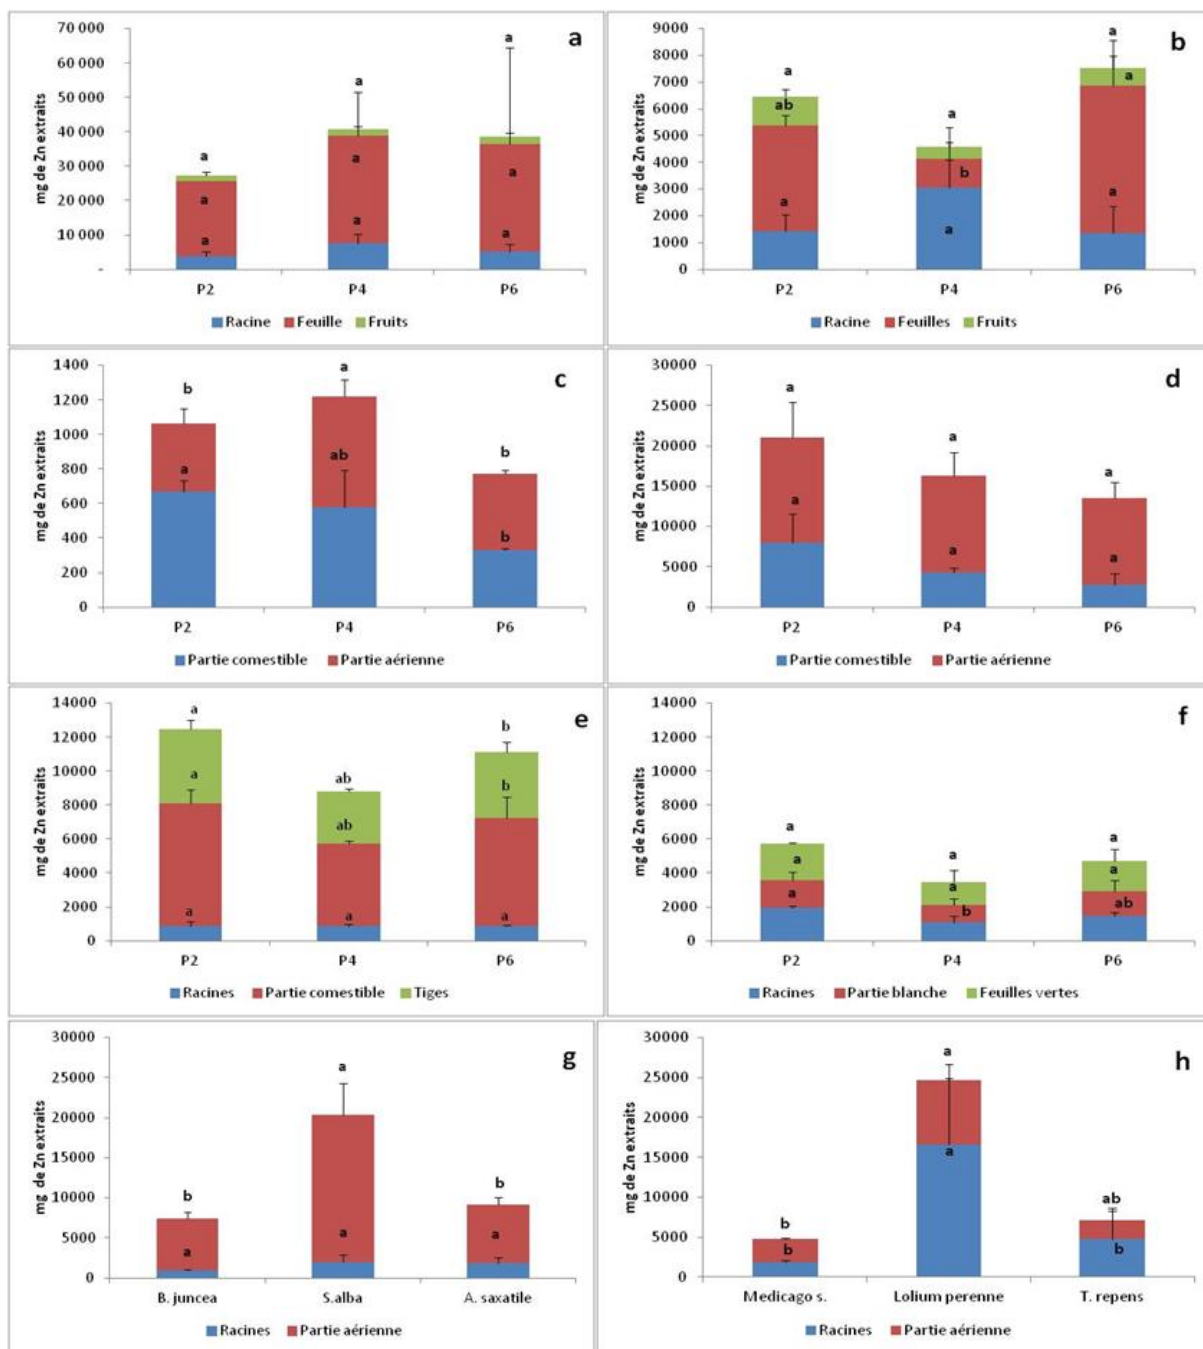 a
mg de Zn extraits
70 000
60 000
50 000
40 000
30 000
20 000
10 000
-
a a a
a a a
a a a
P2 P4 P6
Racine Feuille Fruits
b
mg de Zn extraits
9000
8000
7000
6000
5000
4000
3000
2000
1000
0
a a a
ab b a
a a a
P2 P4 P6
Racine Feuilles Fruits
c
mg de Zn extraits
1400
1200
1000
800
600
400
200
0
b a b
a ab b
P2 P4 P6
Partie comestible Partie aérienne
d
mg de Zn extraits
30000
25000
20000
15000
10000
5000
0
a a a
a a a
P2 P4 P6
Partie comestible Partie aérienne
e
mg de Zn extraits
14000
12000
10000
8000
6000
4000
2000
0
a ab b
a ab b
a a a
P2 P4 P6
Racines Partie comestible Tiges
f
mg de Zn extraits
14000
12000
10000
8000
6000
4000
2000
0
a a a
a a a
a b ab
P2 P4 P6
Racines Partie blanche Feuilles vertes
g
mg de Zn extraits
30000
25000
20000
15000
10000
5000
0
b a b
a a a
B. juncea S.alba A. saxatile
Racines Partie aérienne
h
mg de Zn extraits
30000
25000
20000
15000
10000
5000
0
b a ab
b a b
Medicago s. Lolium perenne T. repens
Racines Partie aérienne